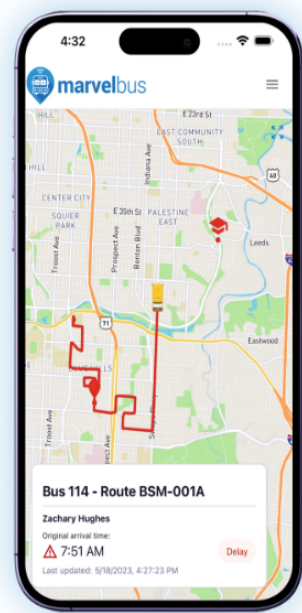 4:32
marvelbus
HILL
E 23rd St
EAST COMMUNITY
SOUTH
Indiana Ave
HILL
40
CENTER CITY
SQUIER
PARK
E 35th St
PALESTINE
EAST
Troost Ave
Prospect Ave
Benton Blvd
Leeds
71
Eastwood
Troost Ave
Bus 114 - Route BSM-001A
Zachary Hughes
Original arrival time:
7:51 AM
Delay
Last updated: 5/18/2023, 4:27:23 PM